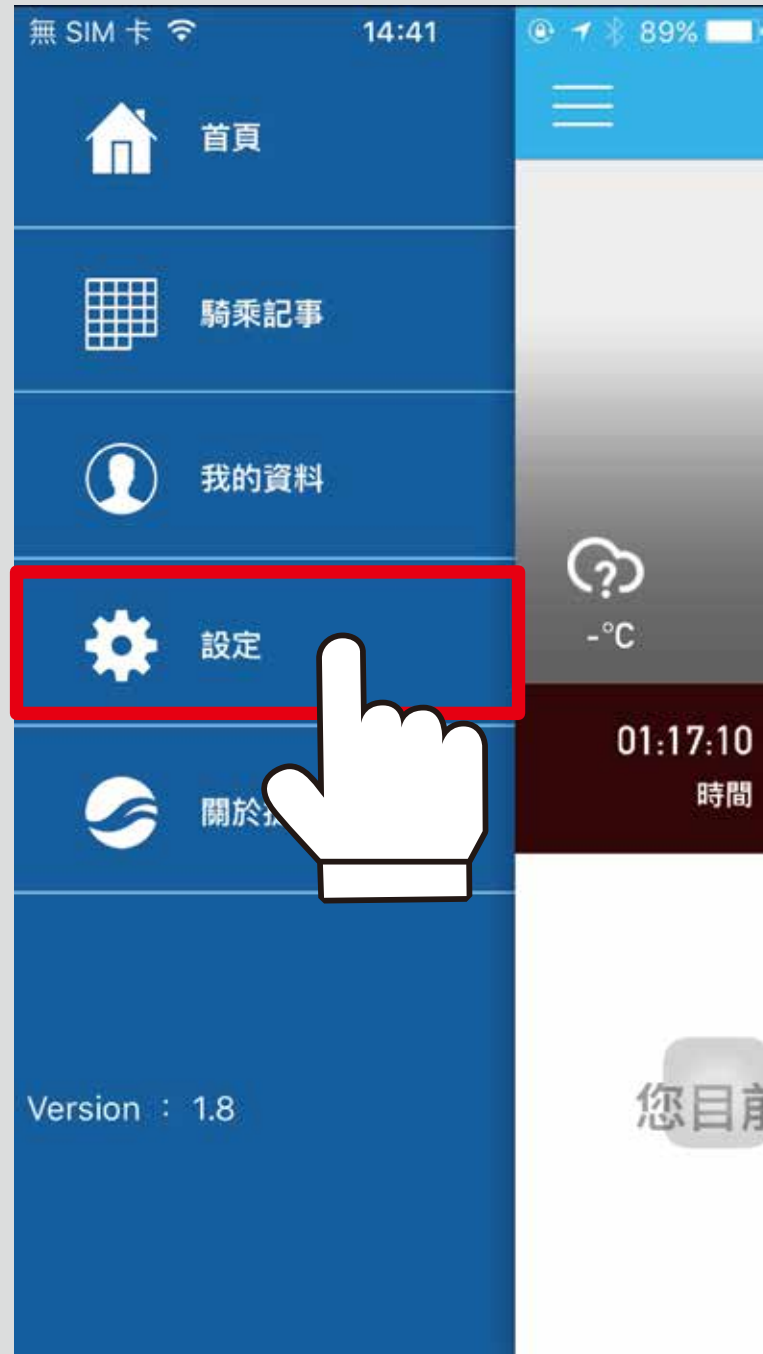 無 SIM 卡 14:41 89%
首頁
騎乘記事
我的資料
設定
-°C
01:17:10
時間
關於
Version : 1.8
您目前